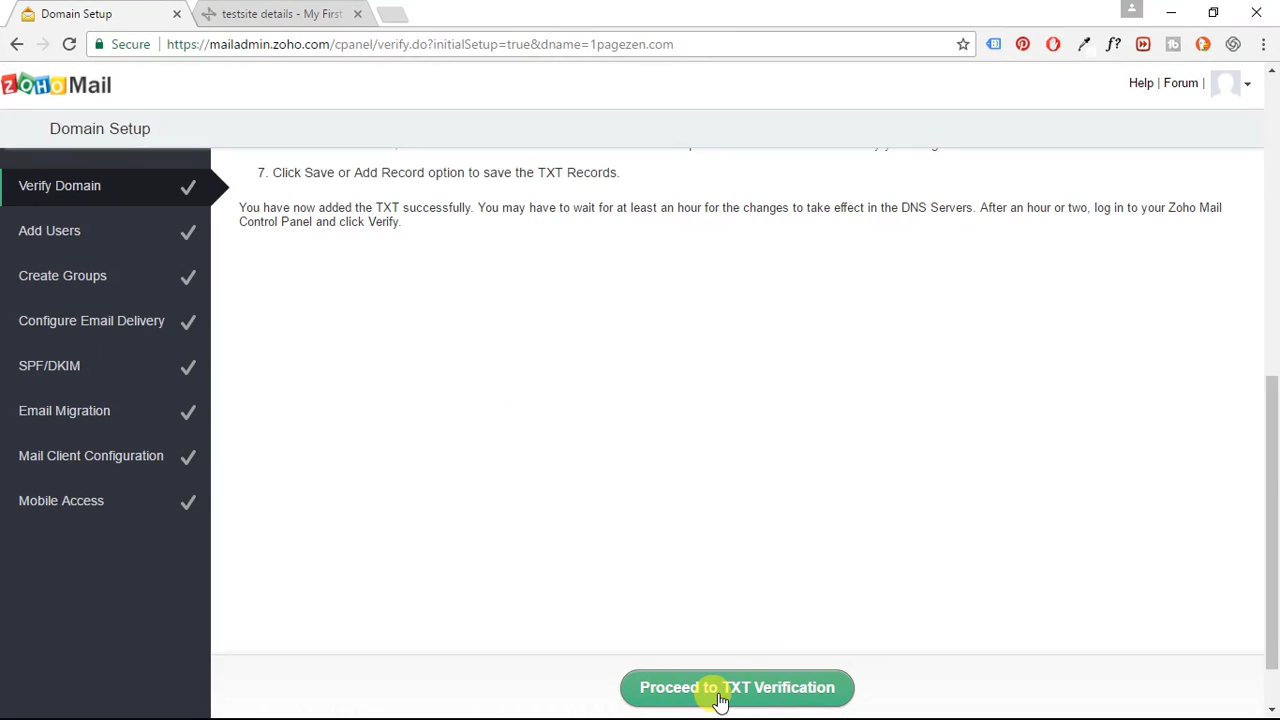 Domain Setup
testsite details - My First
Secure
https://mailadmin.zoho.com/cpanel/verify.do?initialSetup=true&dname=1pagezen.com
ZOHO Mail
Help | Forum |
Domain Setup
Verify Domain
Add Users
Create Groups
Configure Email Delivery
SPF/DKIM
Email Migration
Mail Client Configuration
Mobile Access
7. Click Save or Add Record option to save the TXT Records.
You have now added the TXT successfully. You may have to wait for at least an hour for the changes to take effect in the DNS Servers. After an hour or two, log in to your Zoho Mail
Control Panel and click Verify.
Proceed to TXT Verification